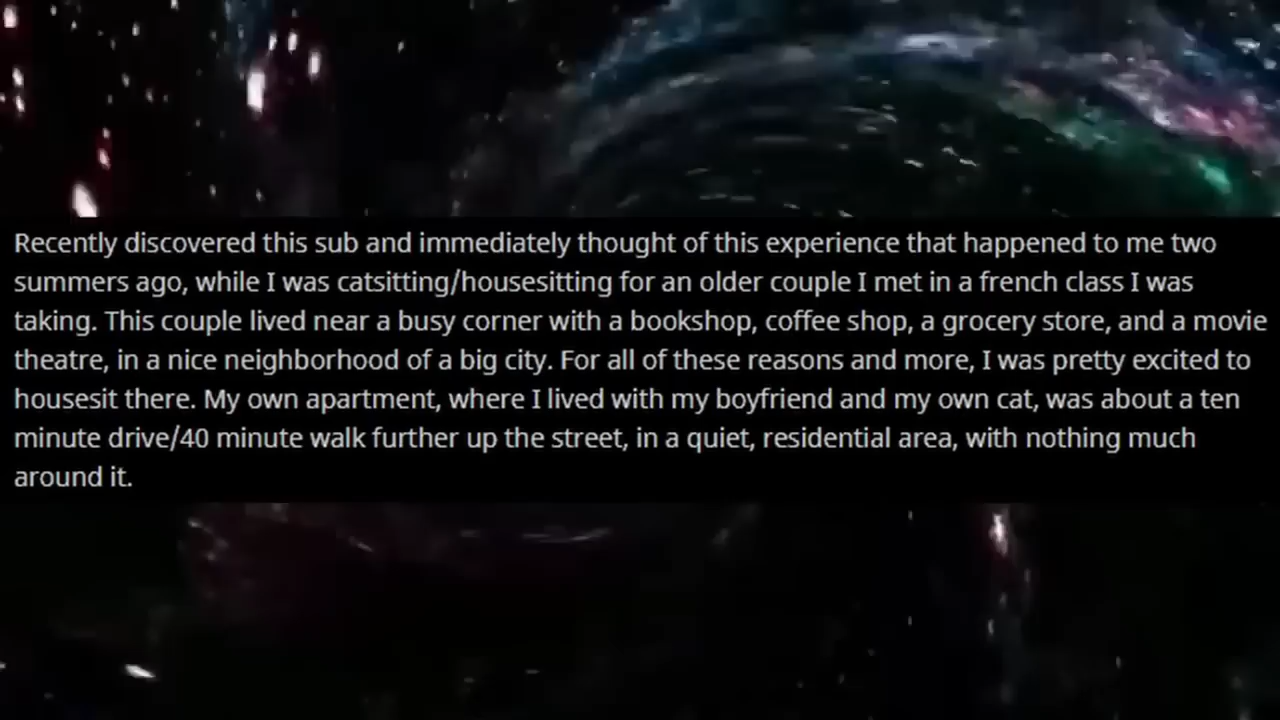 Recently discovered this sub and immediately thought of this experience that happened to me two
summers ago, while I was catsitting/housesitting for an older couple I met in a french class I was
taking. This couple lived near a busy corner with a bookshop, coffee shop, a grocery store, and a movie
theatre, in a nice neighborhood of a big city. For all of these reasons and more, I was pretty excited to
housesit there. My own apartment, where I lived with my boyfriend and my own cat, was about a ten
minute drive/40 minute walk further up the street, in a quiet, residential area, with nothing much
around it.